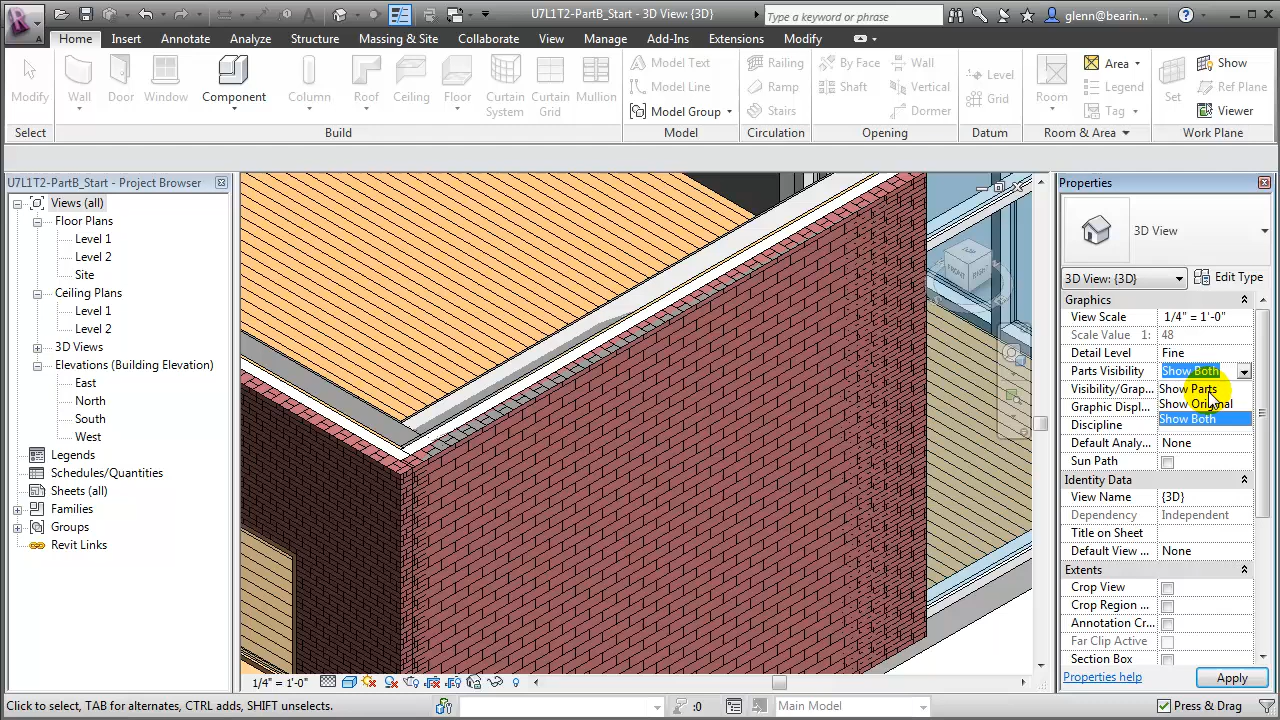 U7L1T2-PartB_Start - 3D View: {3D}
Type a keyword or phrase
glenn@bearin...
Home Insert Annotate Analyze Structure Massing & Site Collaborate View Manage Add-Ins Extensions Modify
Modify Wall Door Window Component Column Roof Ceiling Floor Curtain System Curtain Grid Mullion
Model Text
Model Line
Model Group
Railing
Ramp
Stairs
By Face Wall
Shaft Vertical
Dormer
Level
Grid
Room
Area
Legend
Tag
Set
Show
Ref Plane
Viewer
Select Build Model Circulation Opening Datum Room & Area Work Plane
U7L1T2-PartB_Start - Project Browser
Views (all)
Floor Plans
Level 1
Level 2
Site
Ceiling Plans
Level 1
Level 2
3D Views
Elevations (Building Elevation)
East
North
South
West
Legends
Schedules/Quantities
Sheets (all)
Families
Groups
Revit Links
FRONT RIGHT
Properties
3D View
3D View: {3D} Edit Type
Graphics
View Scale 1/4" = 1'-0"
Scale Value 1: 48
Detail Level Fine
Parts Visibility Show Both
Visibility/Grap... Show Parts
Graphic Displ... Show Original
Discipline Show Both
Default Analy... None
Sun Path
Identity Data
View Name {3D}
Dependency Independent
Title on Sheet
Default View ... None
Extents
Crop View
Crop Region ...
Annotation Cr...
Far Clip Active
Section Box
Properties help Apply
1/4" = 1'-0"
Click to select, TAB for alternates, CTRL adds, SHIFT unselects.
:0
Main Model
Press & Drag